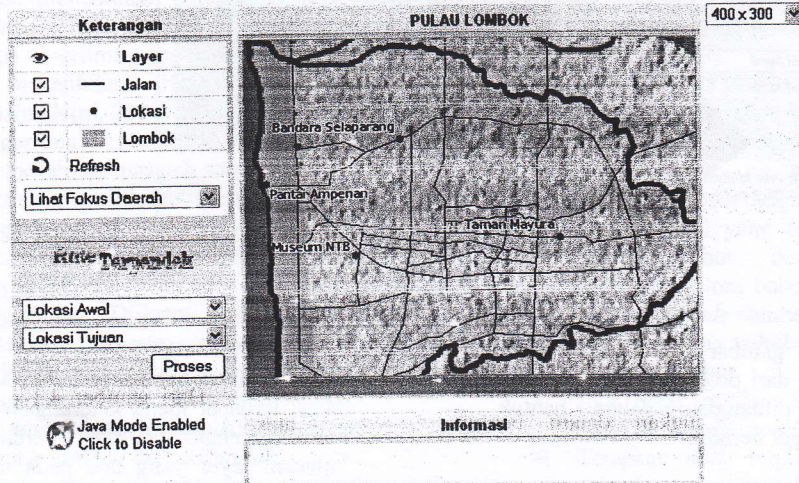 Keterangan
Layer
Jalan
Lokasi
Lombok
Refresh
Lihat Fokus Daerah
Rute Terpendek
Lokasi Awal
Lokasi Tujuan
Proses
Java Mode Enabled
Click to Disable
PULAU LOMBOK
400 x 300
Bandara Selaparang
Pantai Ampenan
Taman Mayura
Museum NTB
Informasi